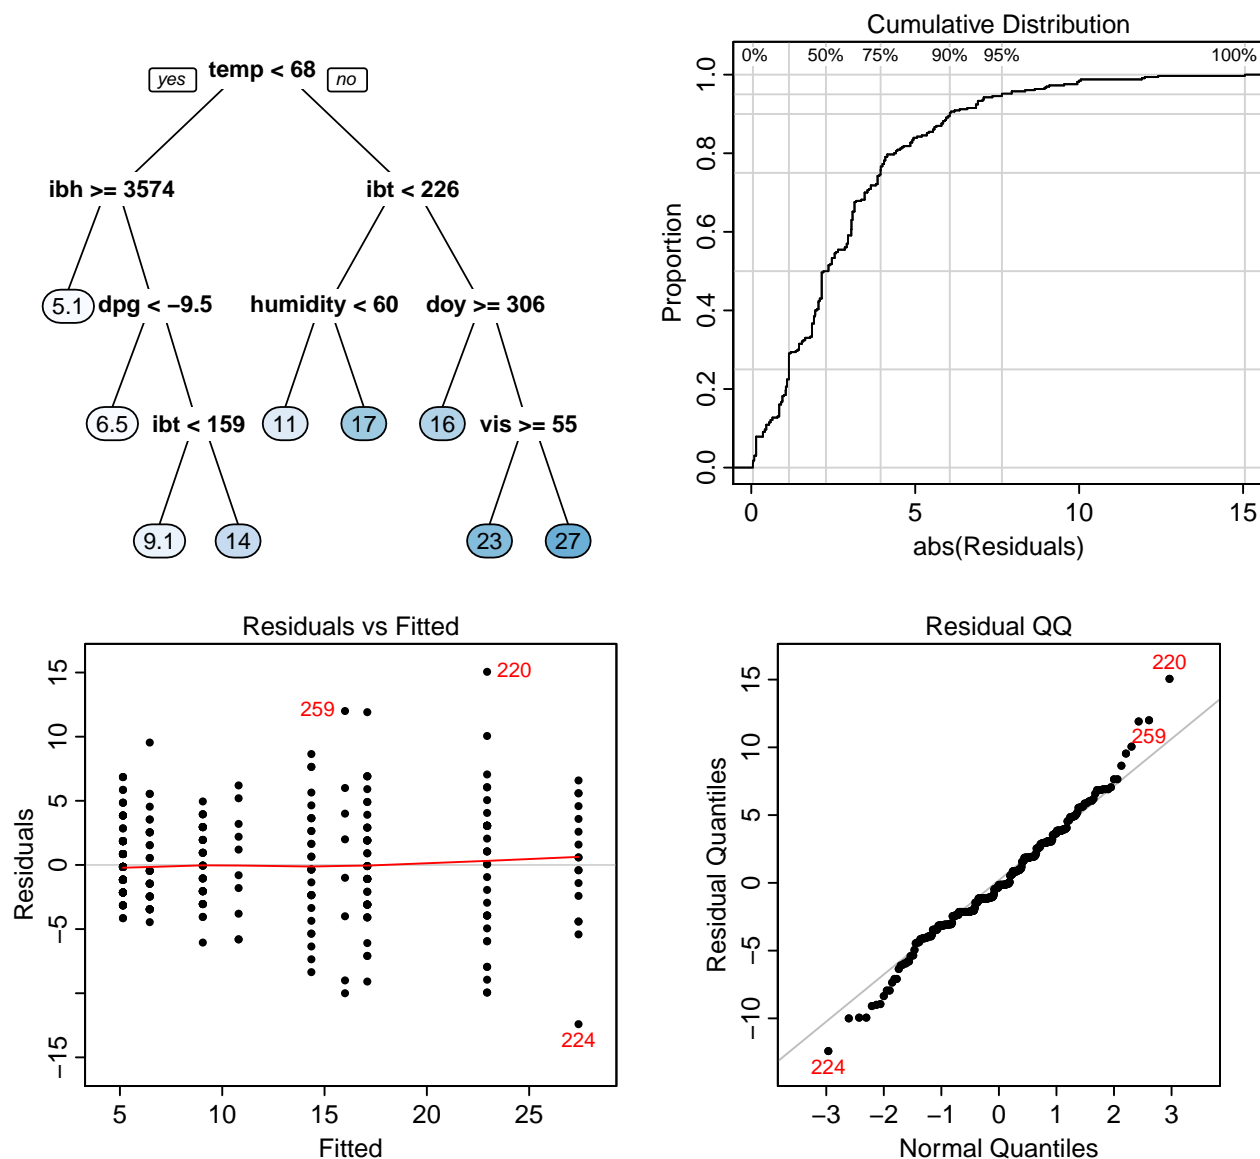 temp < 68
yes
no
ibh >= 3574
ibt < 226
5.1
dpg < −9.5
humidity < 60
doy >= 306
6.5
ibt < 159
11
17
16
vis >= 55
9.1
14
23
27
Cumulative Distribution
0% 50% 75% 90% 95% 100%
1.0
0.8
0.6
0.4
0.2
0.0
Proportion
0 5 10 15
abs(Residuals)
Residuals vs Fitted
15
10
5
0
−5
−15
Residuals
220
259
224
5 10 15 20 25
Fitted
Residual QQ
15
10
5
0
−5
−10
Residual Quantiles
220
259
224
−3 −2 −1 0 1 2 3
Normal Quantiles